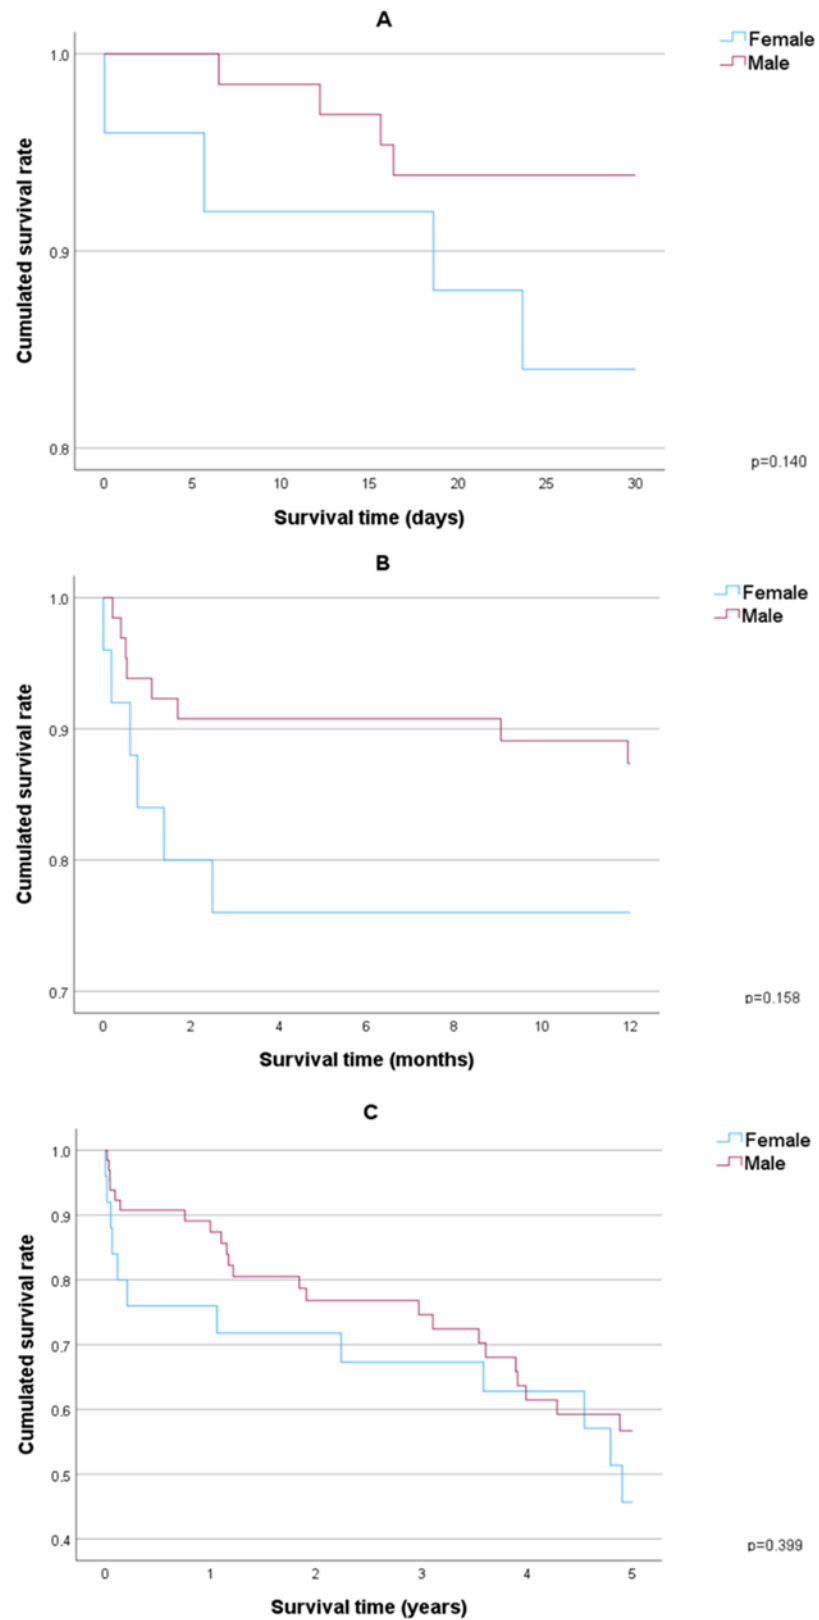 A
Female
Male
Cumulated survival rate
1.0
0.9
0.8
0 5 10 15 20 25 30
Survival time (days)
p=0.140
B
Female
Male
Cumulated survival rate
1.0
0.9
0.8
0.7
0 2 4 6 8 10 12
Survival time (months)
p=0.158
C
Female
Male
Cumulated survival rate
1.0
0.9
0.8
0.7
0.6
0.5
0.4
0 1 2 3 4 5
Survival time (years)
p=0.399